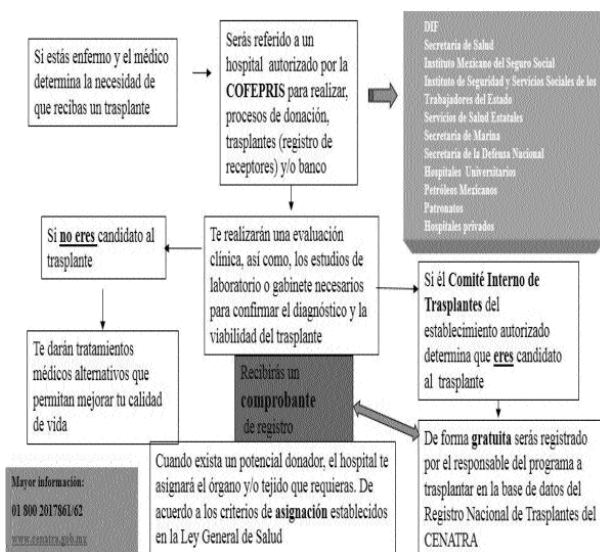 Si estás enfermo y el médico
determina la necesidad de
que recibas un trasplante
Serás referido a un
hospital autorizado por la
COFEPRIS para realizar,
procesos de donación,
trasplantes (registro de
receptores) y/o banco
DIF
Secretaria de Salud
Instituto Mexicano del Seguro Social
Instituto de Seguridad y Servicios Sociales de los
Trabajadores del Estado
Servicios de Salud Estatales
Secretaria de Marina
Secretaria de la Defensa Nacional
Hospitales Universitarios
Petróleos Mexicanos
Patronatos
Hospitales privados
Si no eres candidato al
trasplante
Te realizarán una evaluación
clínica, así como, los estudios de
laboratorio o gabinete necesarios
para confirmar el diagnóstico y la
viabilidad del trasplante
Si él Comité Interno de
Trasplantes del
establecimiento autorizado
determina que eres candidato
al trasplante
Te darán tratamientos
médicos alternativos que
permitan mejorar tu calidad
de vida
Recibirás un
comprobante
de registro
De forma gratuita serás registrado
por el responsable del programa a
trasplantar en la base de datos del
Registro Nacional de Trasplantes del
CENATRA
Cuando exista un potencial donador, el hospital te
asignará el órgano y/o tejido que requieras. De
acuerdo a los criterios de asignación establecidos
en la Ley General de Salud
Mayor información:
01 800 2017861/62
www.cenatra.gob.mx